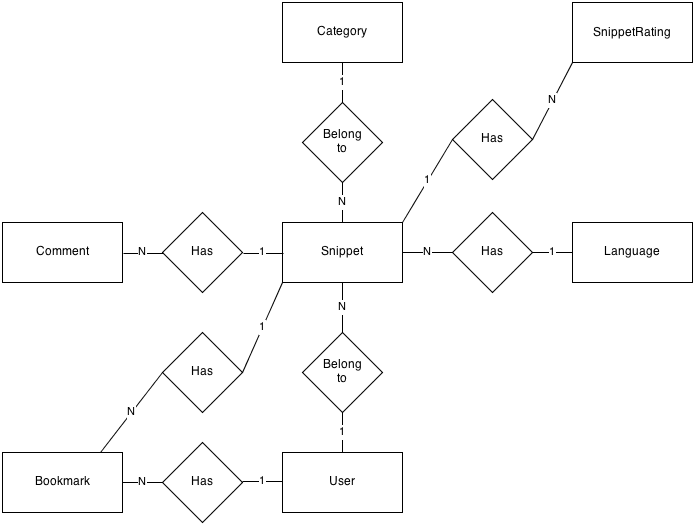 Category
SnippetRating
1
N
Belong
to
Has
1
N
Comment
N
Has
1
Snippet
N
Has
1
Language
N
1
Has
Belong
to
N
1
Bookmark
N
Has
1
User